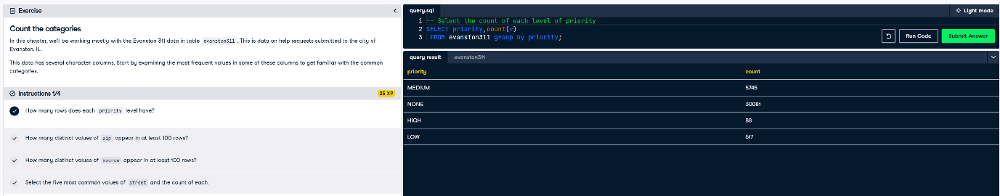 Exercise
Count the categories
In this chapter, we'll be working mostly with the Evanston 311 data in table evanston311. This is data on help requests submitted to the city of
Evanston, IL.
This data has several character columns. Start by examining the most frequent values in some of these columns to get familiar with the common
categories.
Instructions 1/4
25 XP
How many rows does each priority level have?
How many distinct values of zip appear in at least 100 rows?
How many distinct values of source appear in at least 100 rows?
Select the five most common values of street and the count of each.
query.sql
Light mode
1 -- Select the count of each level of priority
2 SELECT priority,count(*)
3 FROM evanston311 group by priority;
Run Code
Submit Answer
query result evanston311
priority count
MEDIUM 5745
NONE 30081
HIGH 88
LOW 517